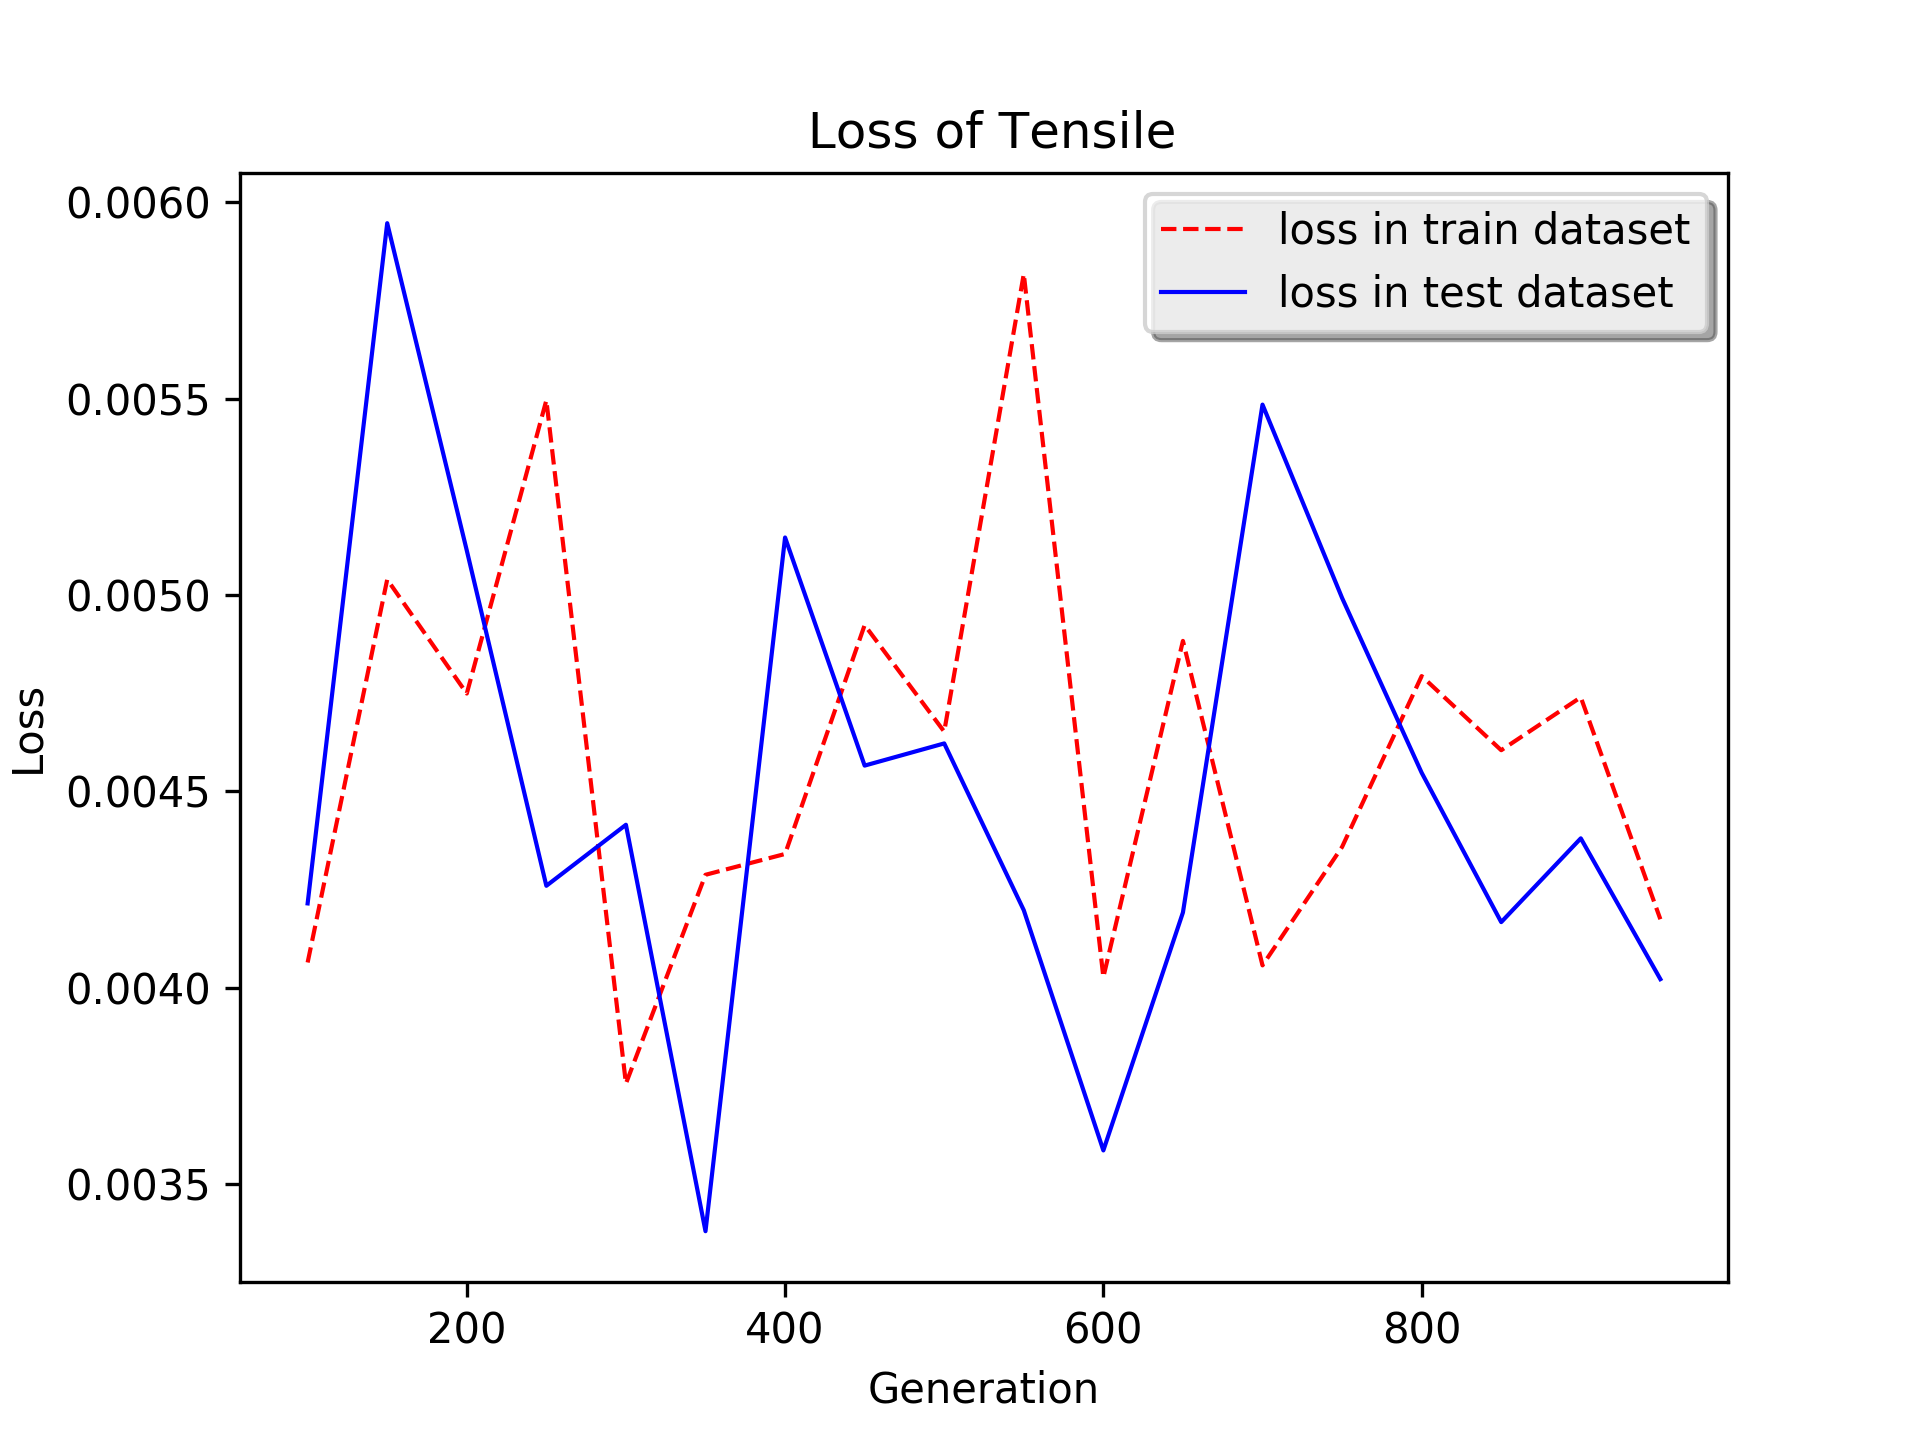 Loss of Tensile
loss in train dataset
loss in test dataset
0.0060
0.0055
0.0050
0.0045
0.0040
0.0035
Loss
200 400 600 800
Generation